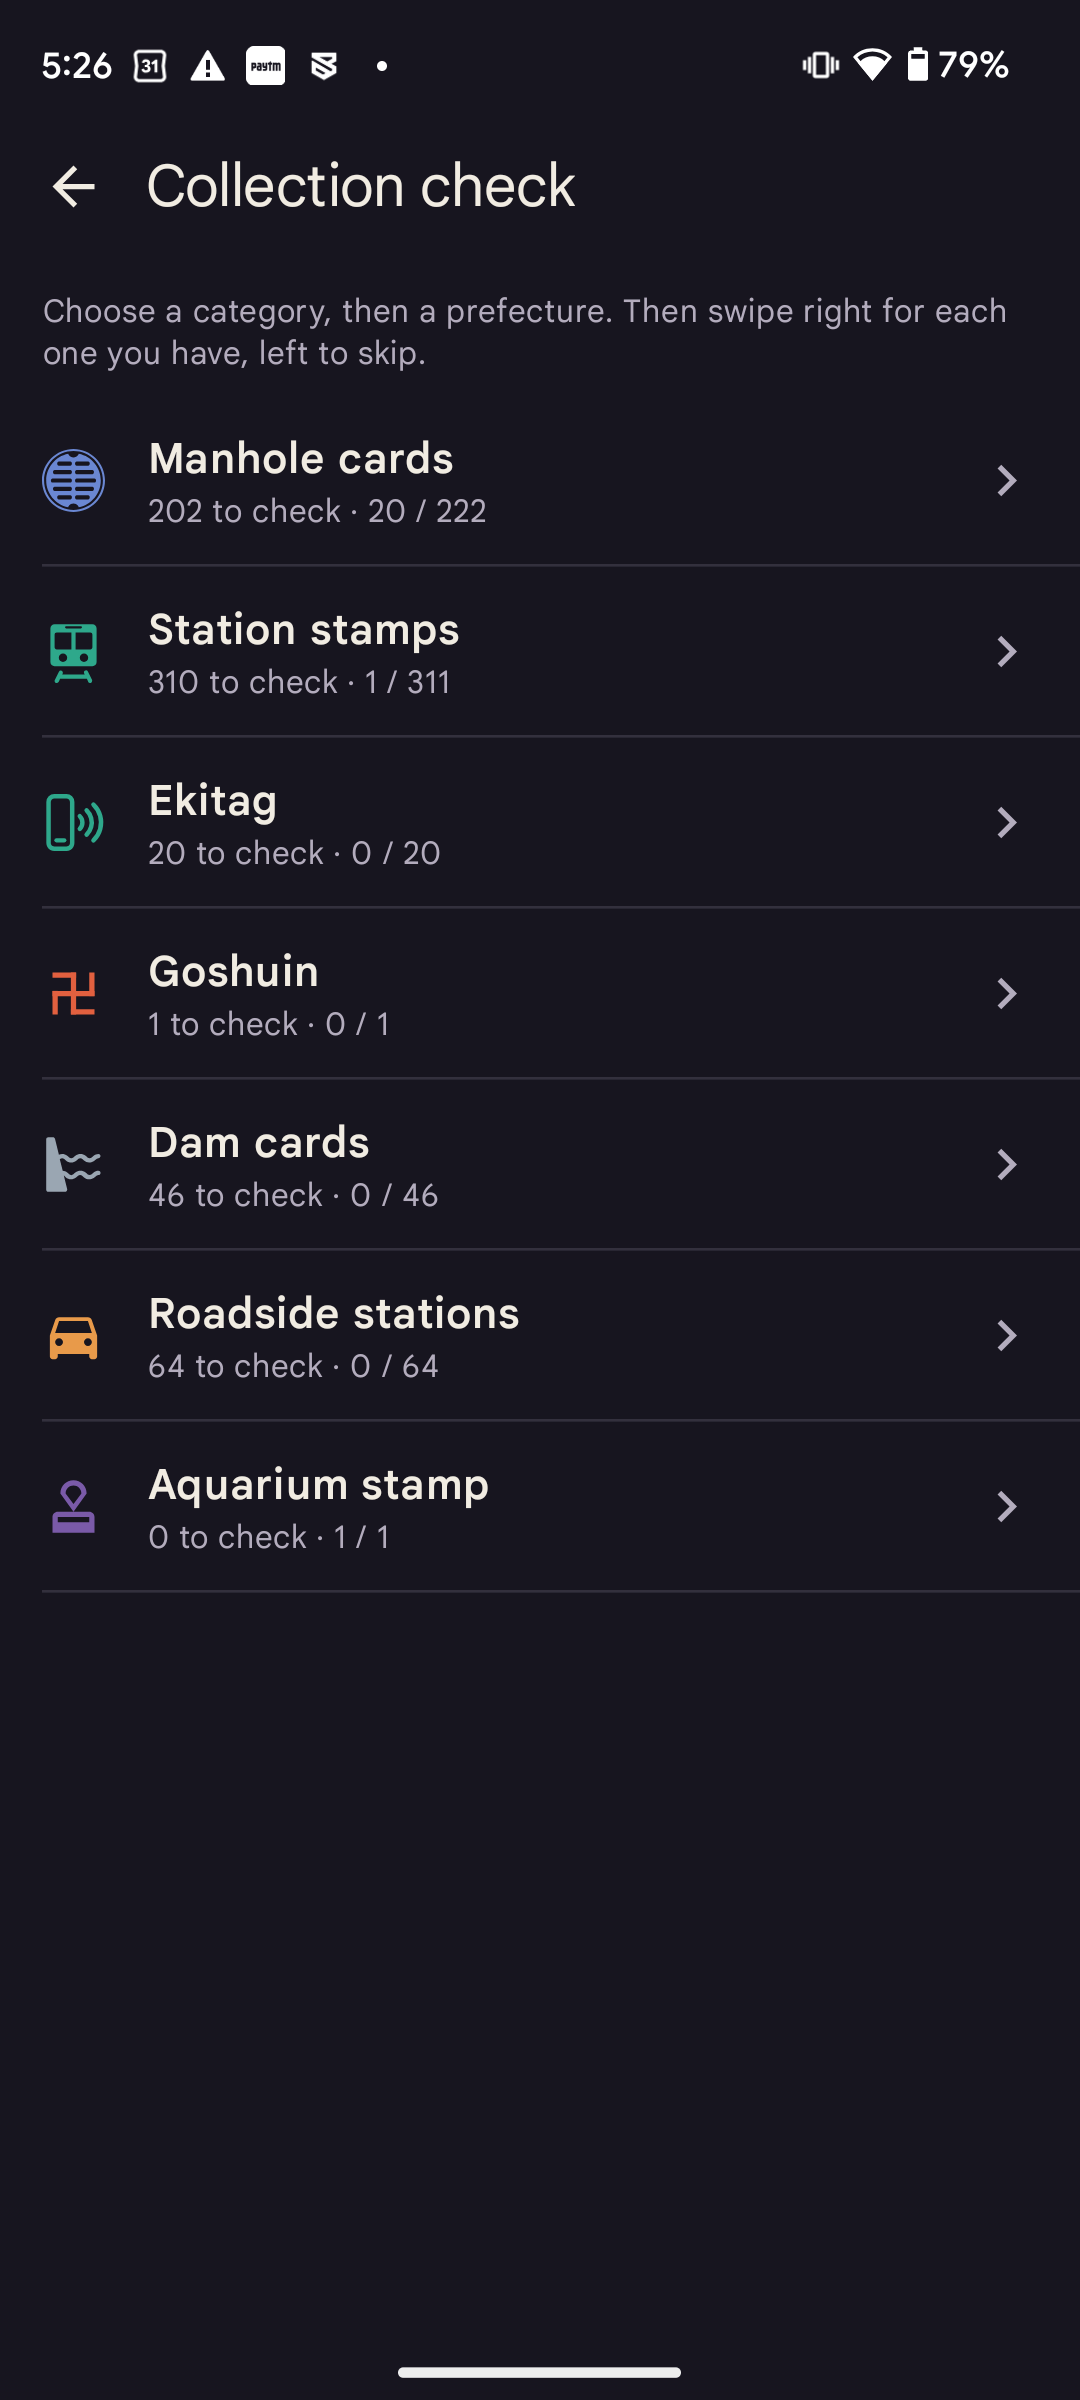 5:26 31 paytm 79%
Collection check
Choose a category, then a prefecture. Then swipe right for each
one you have, left to skip.
Manhole cards
202 to check · 20 / 222
Station stamps
310 to check · 1 / 311
Ekitag
20 to check · 0 / 20
Goshuin
1 to check · 0 / 1
Dam cards
46 to check · 0 / 46
Roadside stations
64 to check · 0 / 64
Aquarium stamp
0 to check · 1 / 1